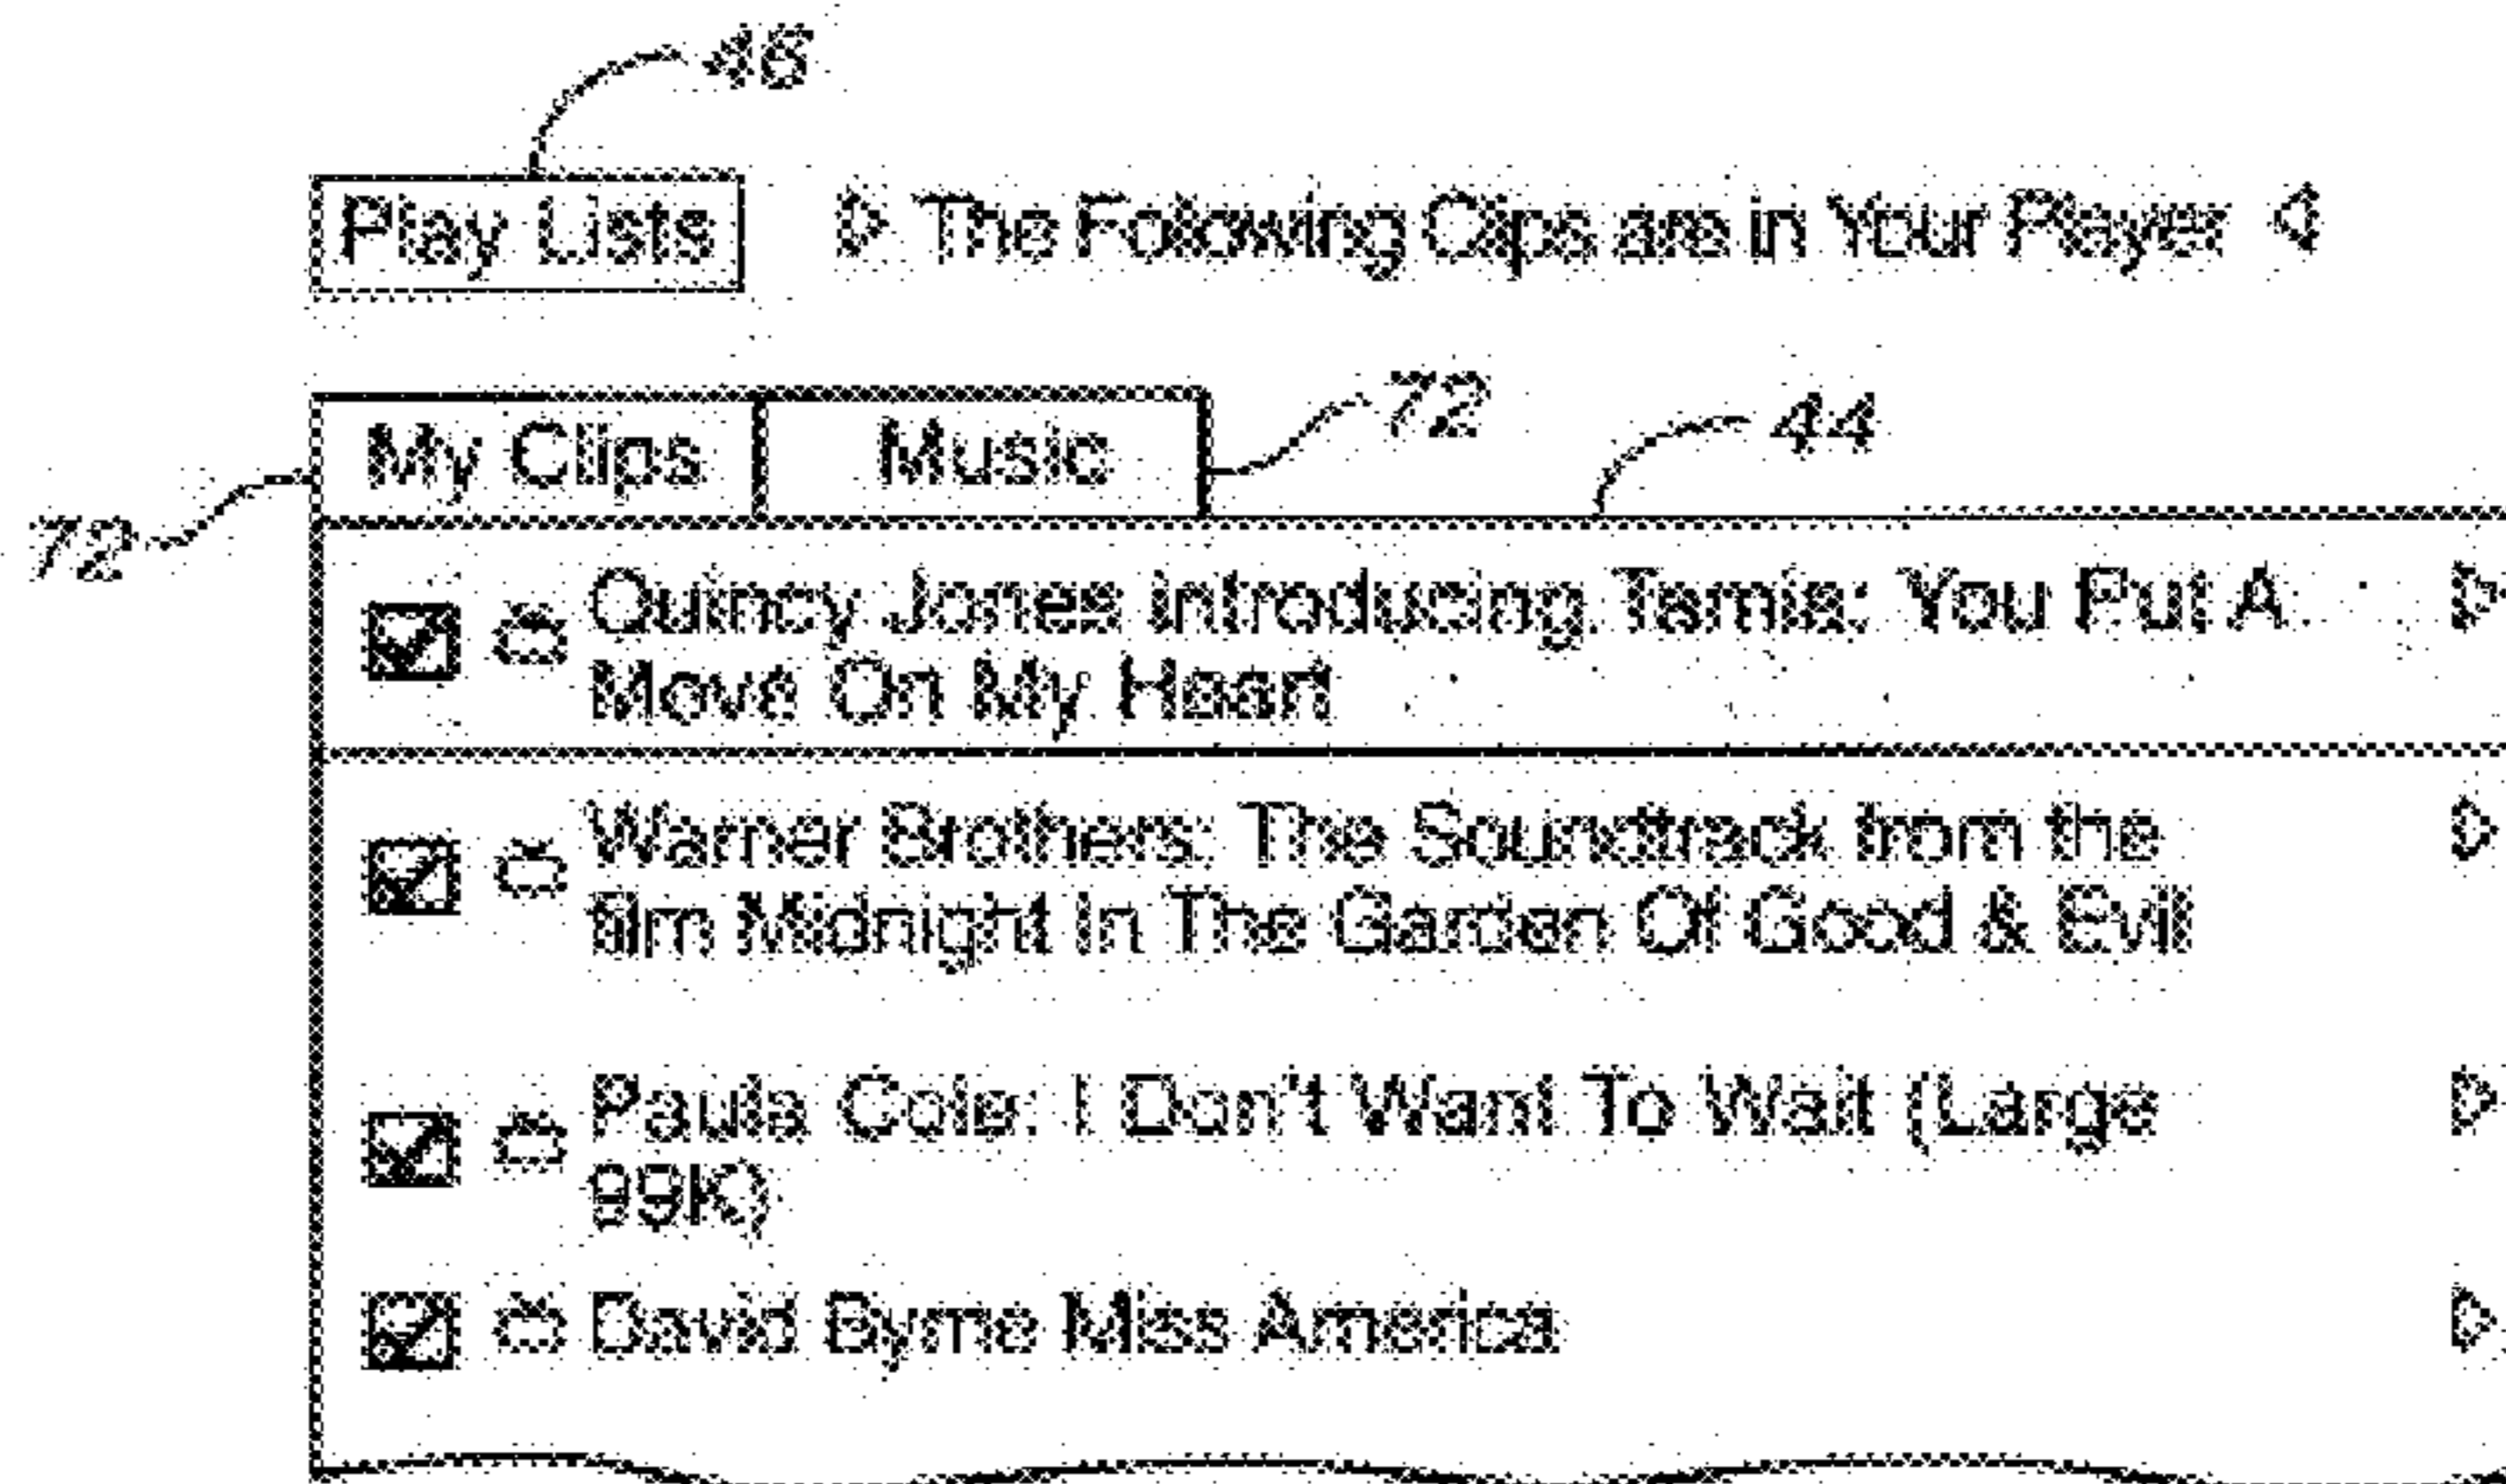 46
Play Lists
The Following Clips are in Your Player
72
44
My Clips
Music
72
Quincy Jones introducing Tamia: You Put A
Move On My Heart
Warner Brothers: The Soundtrack from the
film Midnight In The Garden Of Good & Evil
Paula Cole: I Don't Want To Wait (Large
99K)
David Byrne Miss America